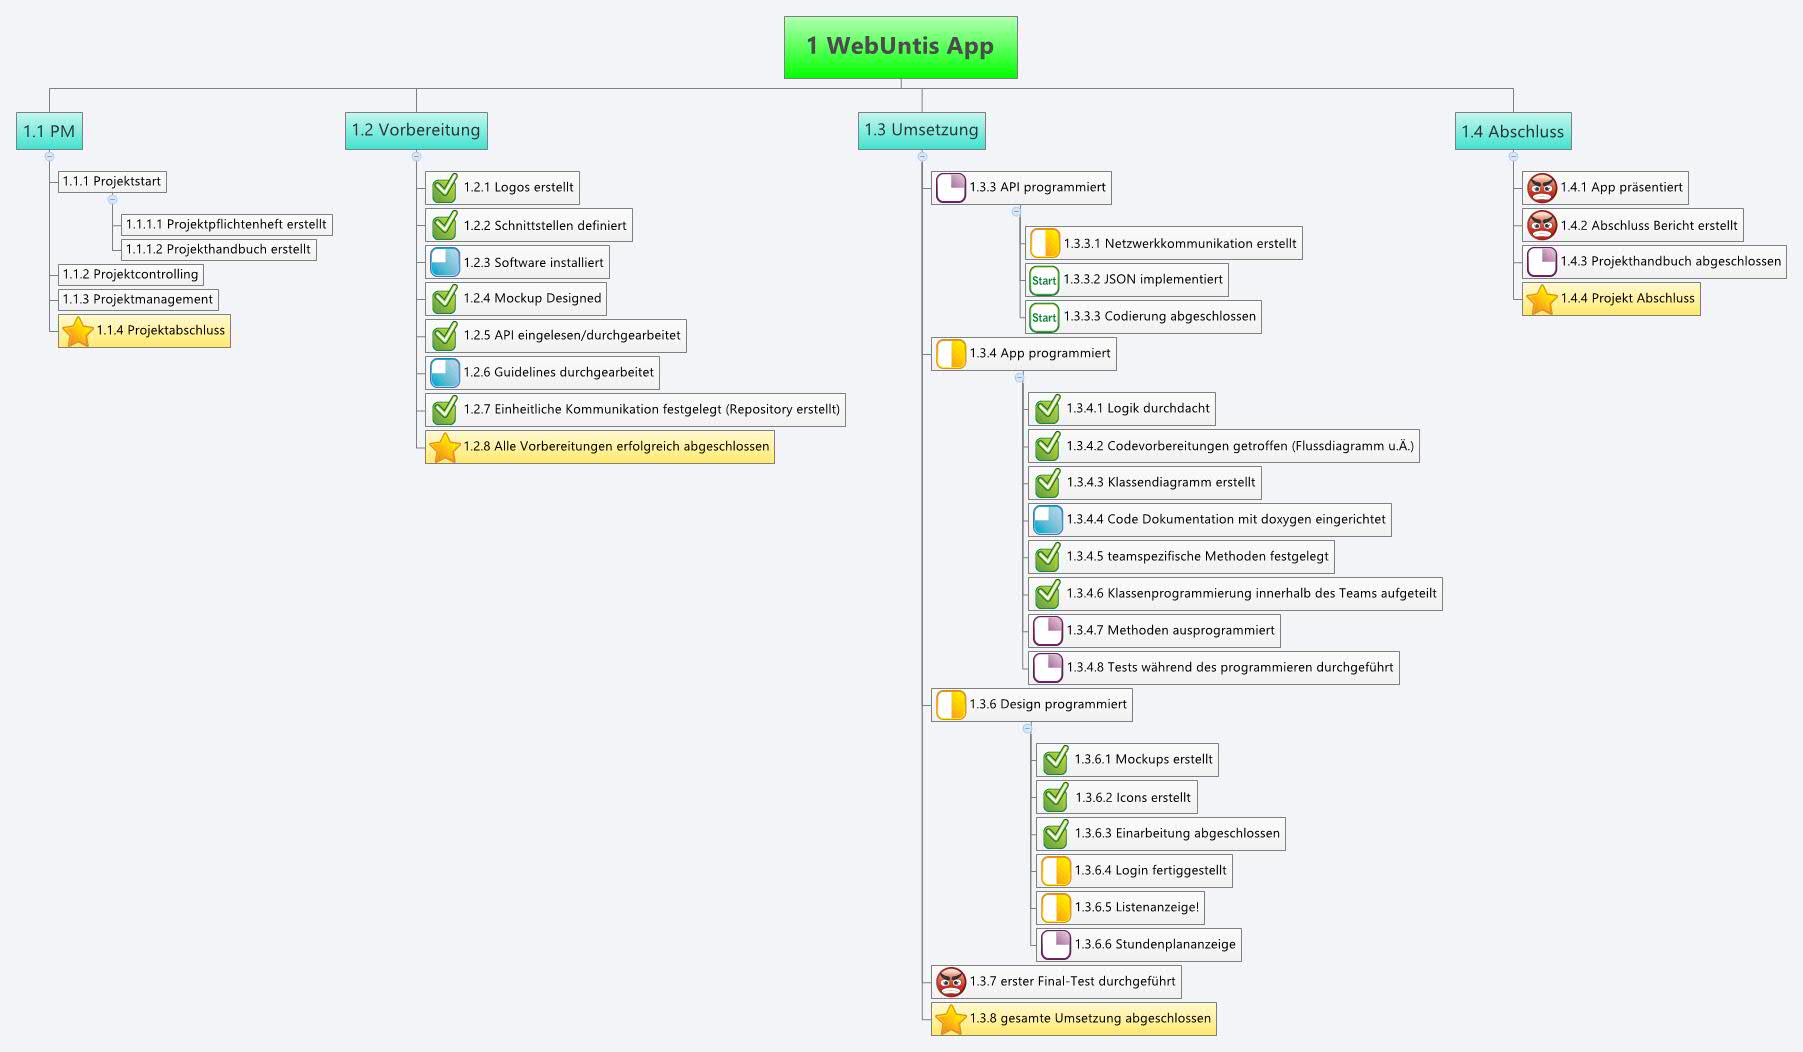 1 WebUntis App
1.1 PM
1.1.1 Projektstart
1.1.1.1 Projektpflichtenheft erstellt
1.1.1.2 Projekthandbuch erstellt
1.1.2 Projektcontrolling
1.1.3 Projektmanagement
1.1.4 Projektabschluss
1.2 Vorbereitung
1.2.1 Logos erstellt
1.2.2 Schnittstellen definiert
1.2.3 Software installiert
1.2.4 Mockup Designed
1.2.5 API eingelesen/durchgearbeitet
1.2.6 Guidelines durchgearbeitet
1.2.7 Einheitliche Kommunikation festgelegt (Repository erstellt)
1.2.8 Alle Vorbereitungen erfolgreich abgeschlossen
1.3 Umsetzung
1.3.3 API programmiert
1.3.3.1 Netzwerkkommunikation erstellt
Start
1.3.3.2 JSON implementiert
Start
1.3.3.3 Codierung abgeschlossen
1.3.4 App programmiert
1.3.4.1 Logik durchdacht
1.3.4.2 Codevorbereitungen getroffen (Flussdiagramm u.Ä.)
1.3.4.3 Klassendiagramm erstellt
1.3.4.4 Code Dokumentation mit doxygen eingerichtet
1.3.4.5 teamspezifische Methoden festgelegt
1.3.4.6 Klassenprogrammierung innerhalb des Teams aufgeteilt
1.3.4.7 Methoden ausprogrammiert
1.3.4.8 Tests während des programmieren durchgeführt
1.3.6 Design programmiert
1.3.6.1 Mockups erstellt
1.3.6.2 Icons erstellt
1.3.6.3 Einarbeitung abgeschlossen
1.3.6.4 Login fertiggestellt
1.3.6.5 Listenanzeige!
1.3.6.6 Stundenplananzeige
1.3.7 erster Final-Test durchgeführt
1.3.8 gesamte Umsetzung abgeschlossen
1.4 Abschluss
1.4.1 App präsentiert
1.4.2 Abschluss Bericht erstellt
1.4.3 Projekthandbuch abgeschlossen
1.4.4 Projekt Abschluss